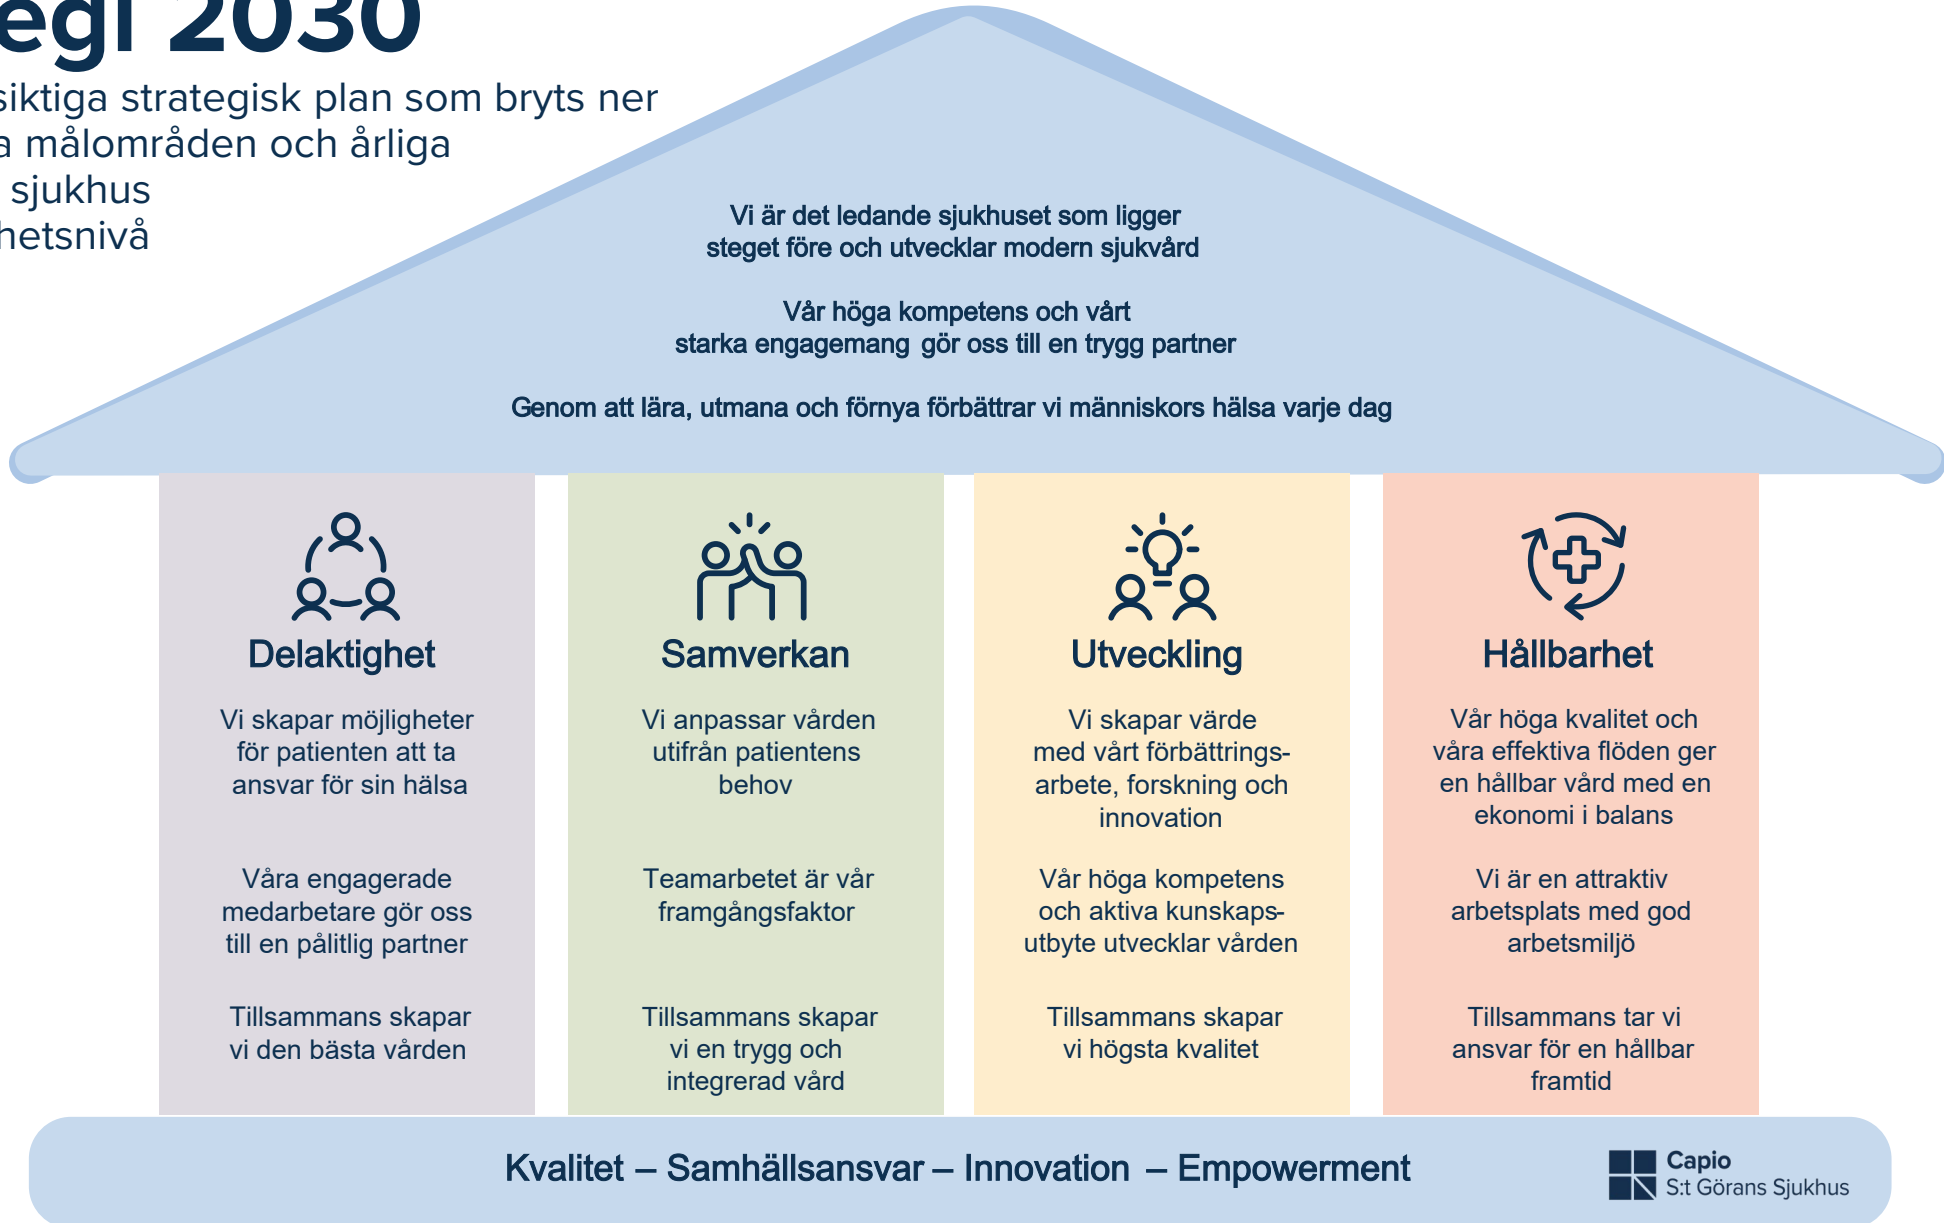 egi 2030
siktiga strategisk plan som bryts ner
a målområden och årliga
sjukhus
hetsnivå
Vi är det ledande sjukhuset som ligger
steget före och utvecklar modern sjukvård
Vår höga kompetens och vårt
starka engagemang gör oss till en trygg partner
Genom att lära, utmana och förnya förbättrar vi människors hälsa varje dag
Delaktighet
Vi skapar möjligheter
för patienten att ta
ansvar för sin hälsa
Våra engagerade
medarbetare gör oss
till en pålitlig partner
Tillsammans skapar
vi den bästa vården
Samverkan
Vi anpassar vården
utifrån patientens
behov
Teamarbetet är vår
framgångsfaktor
Tillsammans skapar
vi en trygg och
integrerad vård
Utveckling
Vi skapar värde
med vårt förbättrings-
arbete, forskning och
innovation
Vår höga kompetens
och aktiva kunskaps-
utbyte utvecklar vården
Tillsammans skapar
vi högsta kvalitet
Hållbarhet
Vår höga kvalitet och
våra effektiva flöden ger
en hållbar vård med en
ekonomi i balans
Vi är en attraktiv
arbetsplats med god
arbetsmiljö
Tillsammans tar vi
ansvar för en hållbar
framtid
Kvalitet – Samhällsansvar – Innovation – Empowerment
Capio
S:t Görans Sjukhus